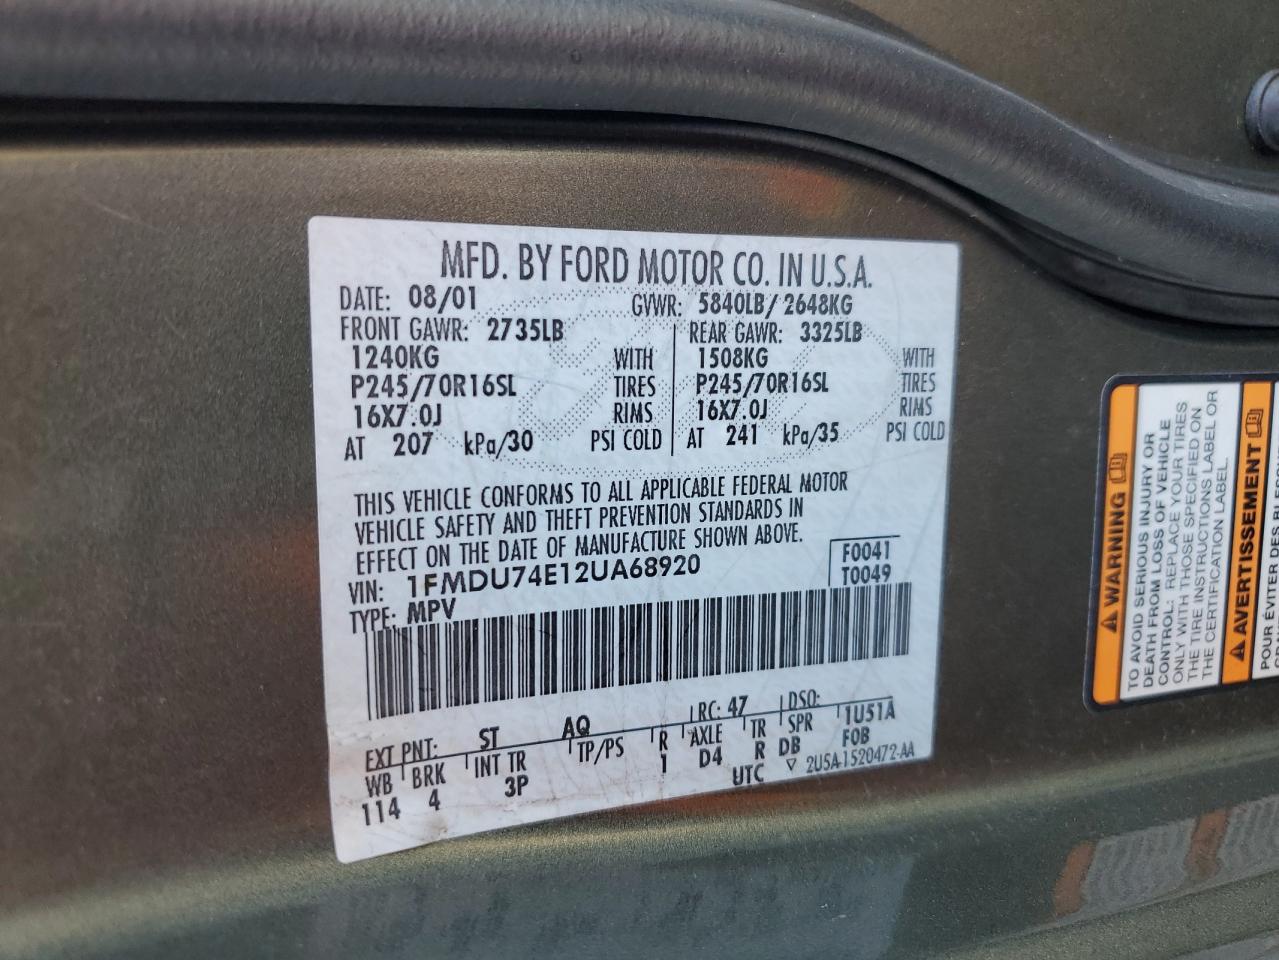 MFD. BY FORD MOTOR CO. IN U.S.A.
DATE: 08/01 GVWR: 5840LB/ 2648KG
FRONT GAWR: 2735LB REAR GAWR: 3325LB
1240KG WITH 1508KG WITH
P245/70R16SL TIRES P245/70R16SL TIRES
16X7.0J RIMS 16X7.0J RIMS
AT 207 kPa/30 PSI COLD AT 241 kPa/35 PSI COLD
THIS VEHICLE CONFORMS TO ALL APPLICABLE FEDERAL MOTOR
VEHICLE SAFETY AND THEFT PREVENTION STANDARDS IN
EFFECT ON THE DATE OF MANUFACTURE SHOWN ABOVE.
VIN: 1FMDU74E12UA68920 F0041
TYPE: MPV T0049
EXT PNT: ST AQ RC: 47 DSO:
WB BRK INT TR TP/PS R AXLE TR SPR 1U51A
114 4 3P 1 D4 R DB FOB
UTC ▽ 2U5A-1520472-AA
⚠ WARNING
TO AVOID SERIOUS INJURY OR
DEATH FROM LOSS OF VEHICLE
CONTROL: REPLACE YOUR TIRES
ONLY WITH THOSE SPECIFIED ON
THE TIRE INSTRUCTIONS LABEL OR
THE CERTIFICATION LABEL.
⚠ AVERTISSEMENT
POUR ÉVITER DES